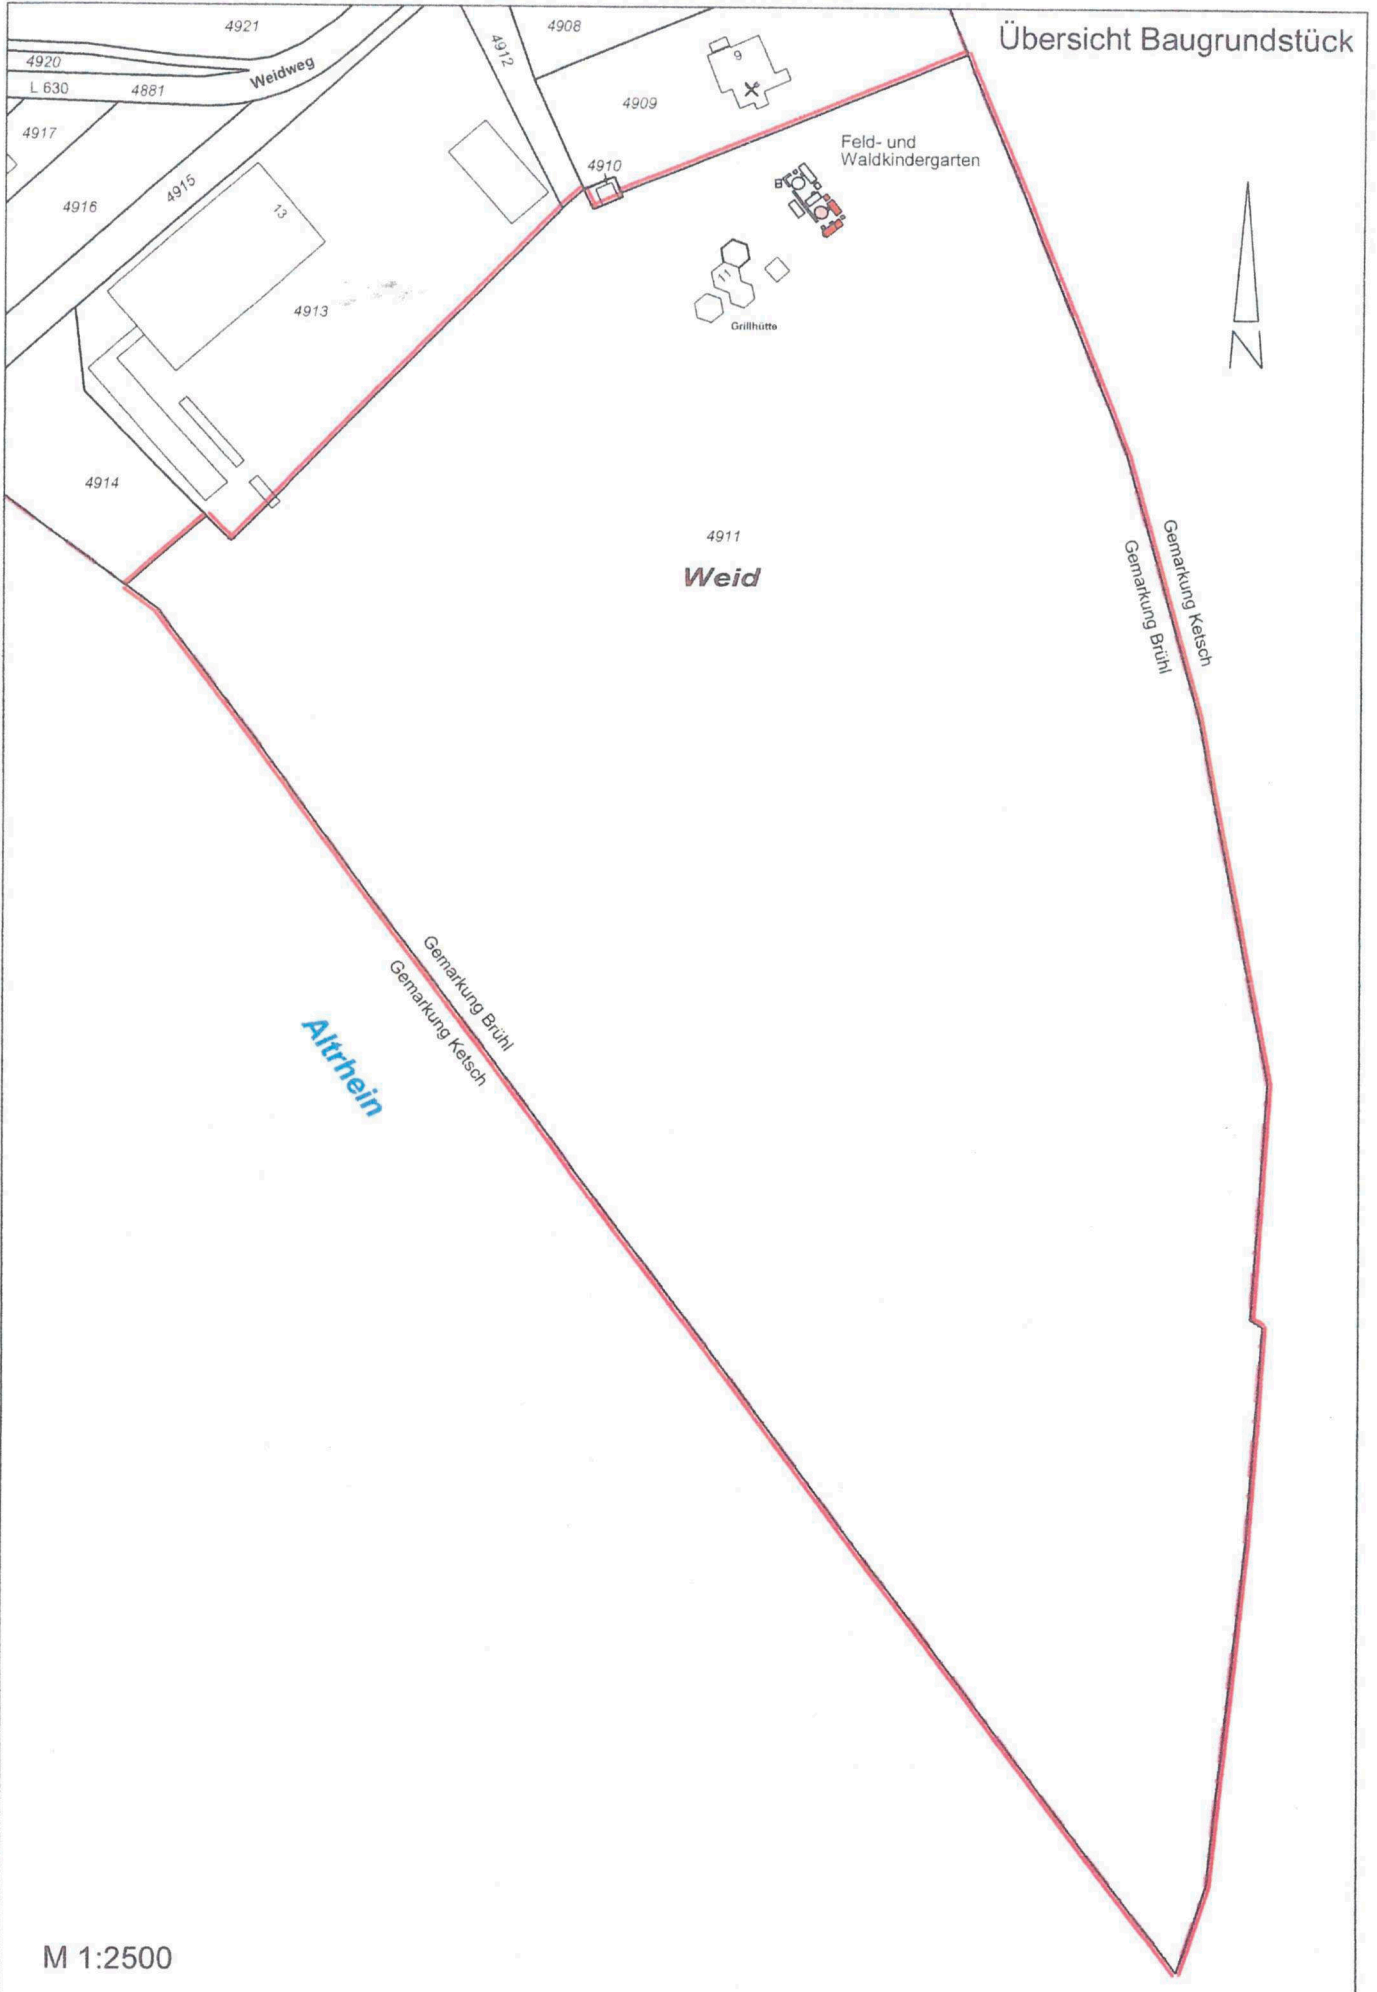 Übersicht Baugrundstück
4921
4908
4912
9
4920
Weidweg
L 630
4881
4909
4917
Feld- und
Waldkindergarten
4910
4915
4916
13
11
4913
Grillhütte
N
4914
4911
Weid
Gemarkung Ketsch
Gemarkung Brühl
Gemarkung Brühl
Gemarkung Ketsch
Altrhein
M 1:2500